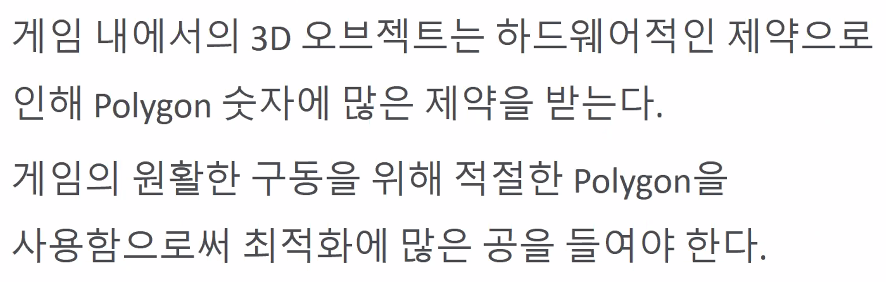 게임 내에서의 3D 오브젝트는 하드웨어적인 제약으로
인해 Polygon 숫자에 많은 제약을 받는다.
게임의 원활한 구동을 위해 적절한 Polygon을
사용함으로써 최적화에 많은 공을 들여야 한다.